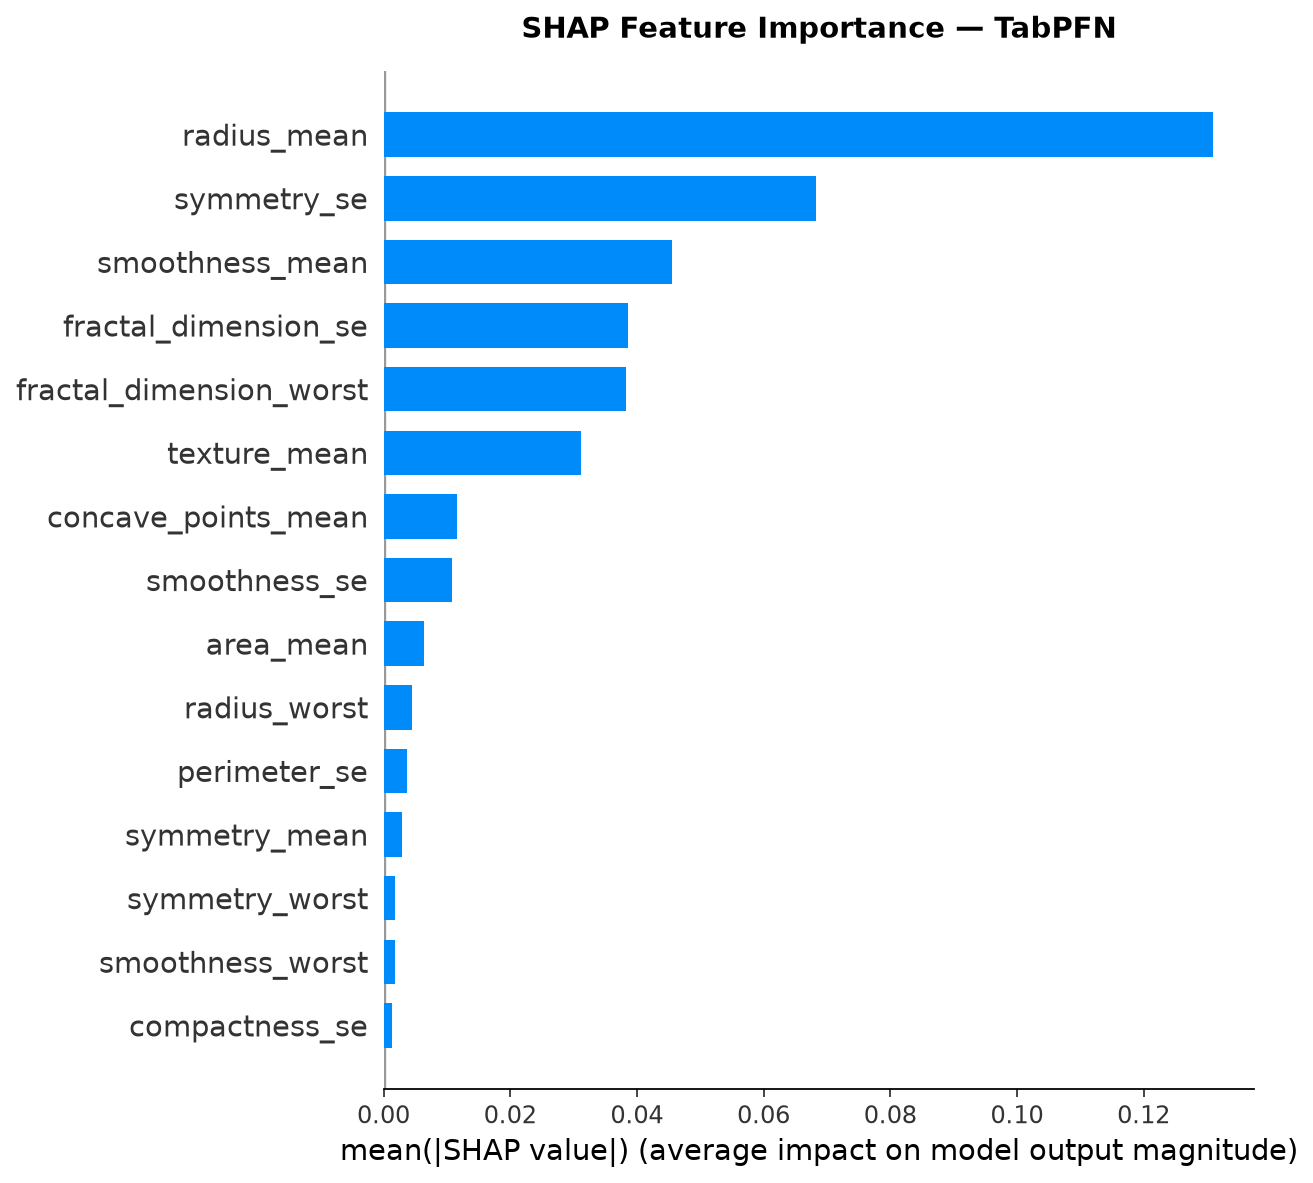 SHAP Feature Importance — TabPFN
radius_mean
symmetry_se
smoothness_mean
fractal_dimension_se
fractal_dimension_worst
texture_mean
concave_points_mean
smoothness_se
area_mean
radius_worst
perimeter_se
symmetry_mean
symmetry_worst
smoothness_worst
compactness_se
0.00 0.02 0.04 0.06 0.08 0.10 0.12
mean(|SHAP value|) (average impact on model output magnitude)